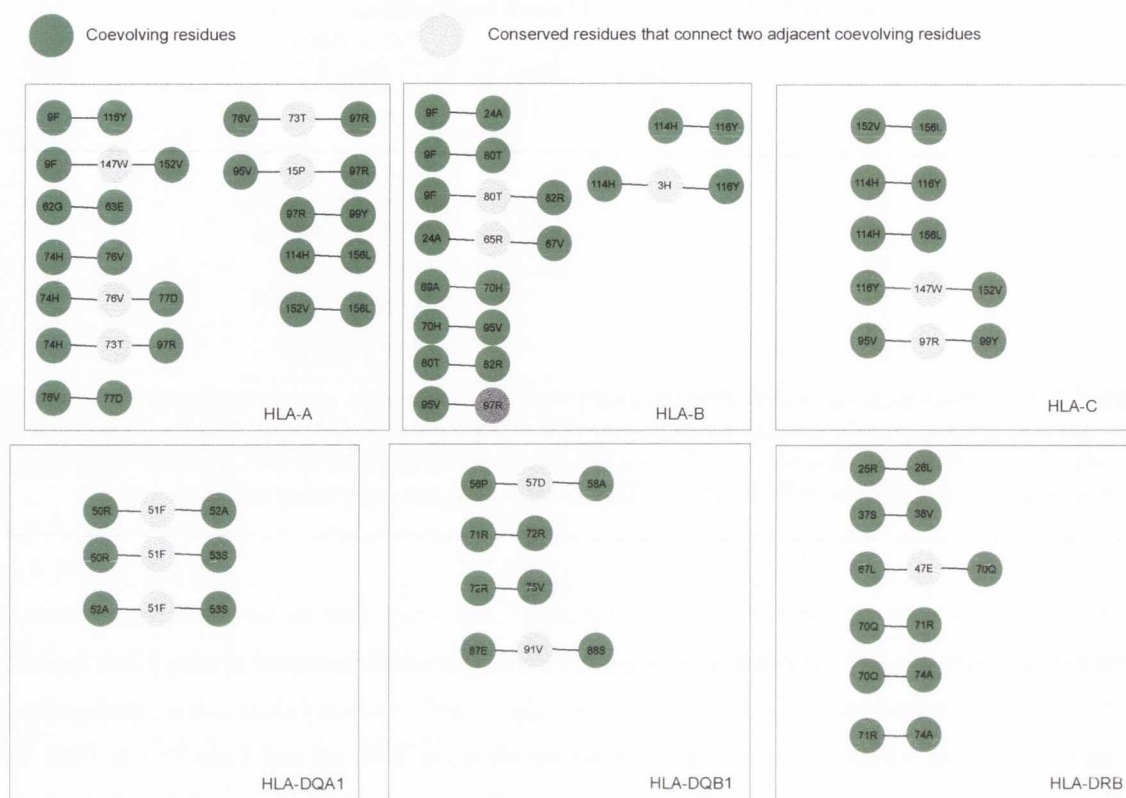 Coevolving residues
Conserved residues that connect two adjacent coevolving residues
9F 116Y
9F 147W 152V
62G 63E
74H 76V
74H 76V 77D
74H 73T 97R
76V 77D
76V 73T 97R
95V 15P 97R
97R 99Y
114H 156L
152V 156L
HLA-A
9F 24A
9F 80T
9F 80T 82R
24A 65R 67V
69A 70H
70H 95V
80T 82R
95V 97R
114H 116Y
114H 3H 116Y
HLA-B
152V 156L
114H 116Y
114H 156L
116Y 147W 152V
95V 97R 99Y
HLA-C
50R 51F 52A
50R 51F 53S
52A 51F 53S
HLA-DQA1
56P 57D 58A
71R 72R
72R 75V
87E 91V 88S
HLA-DQB1
25R 26L
37S 38V
67L 47E 70Q
70Q 71R
70Q 74A
71R 74A
HLA-DRB